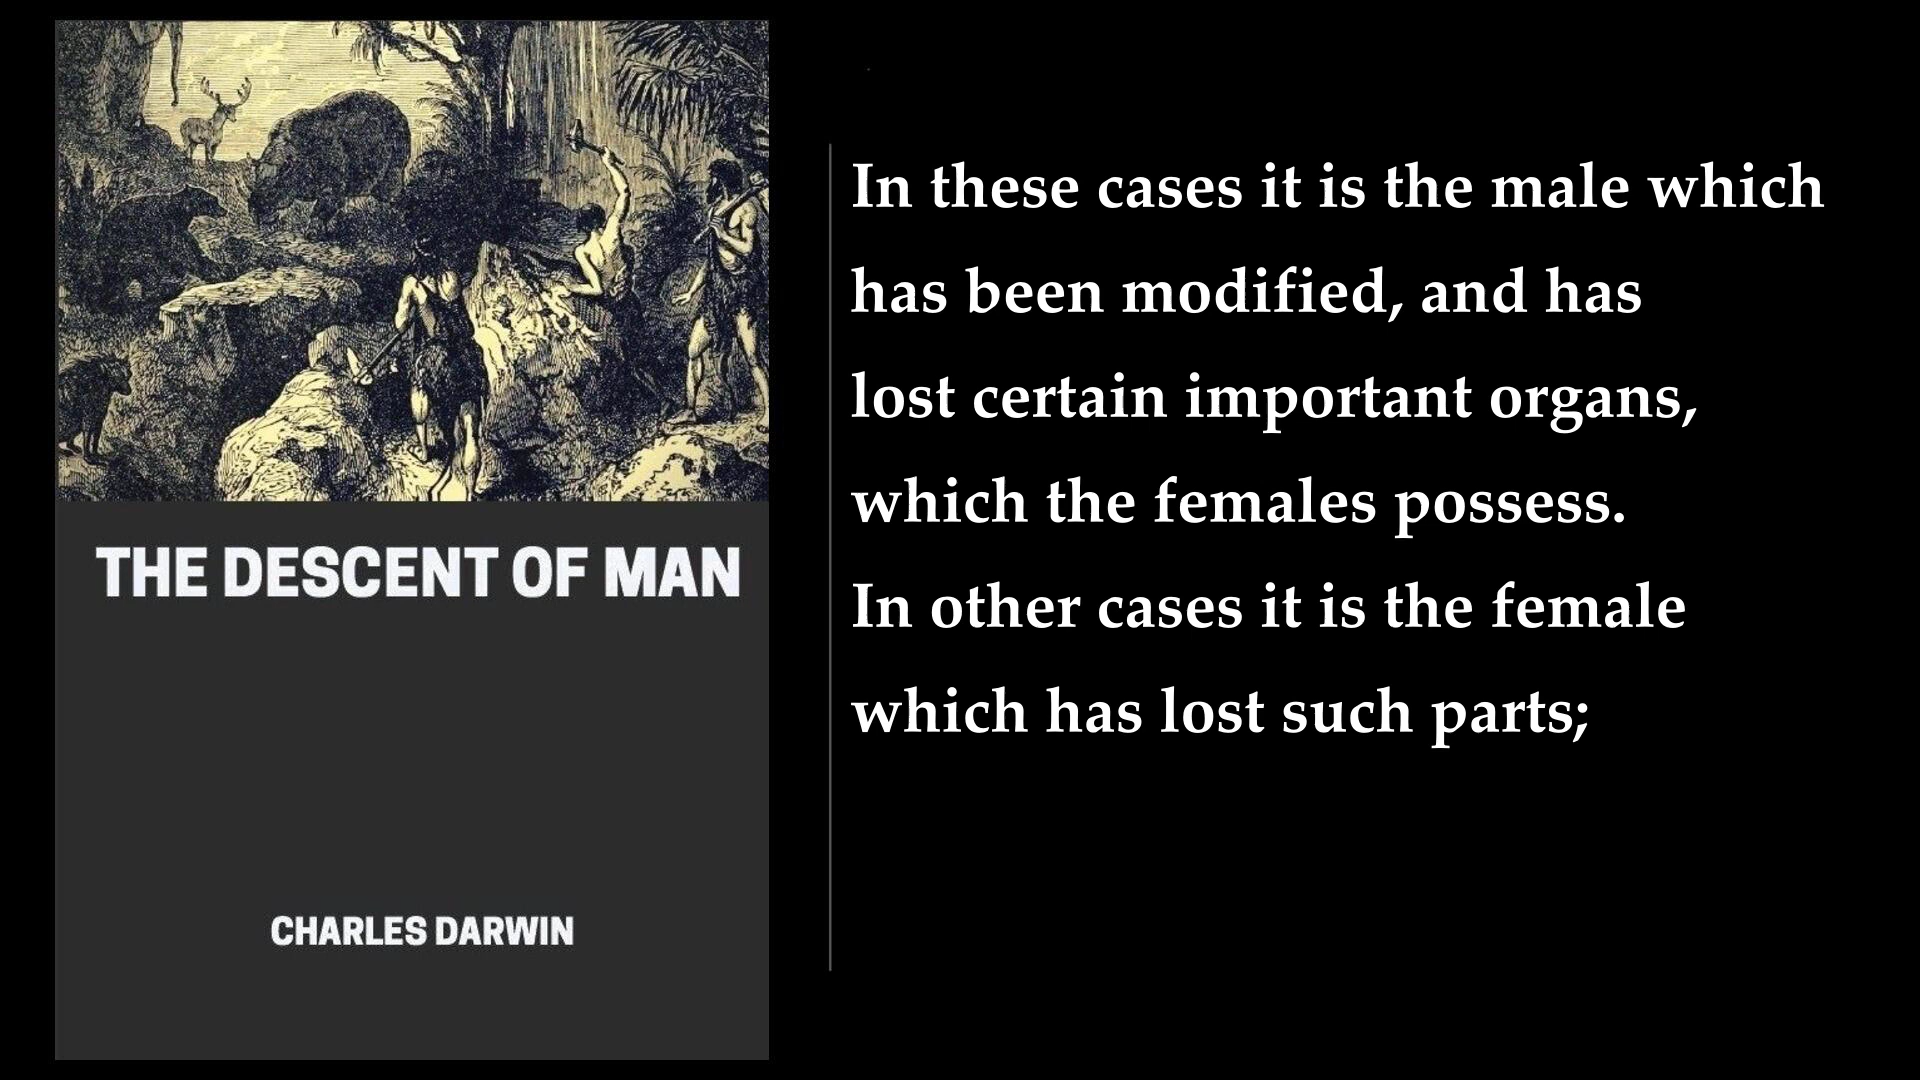 THE DESCENT OF MAN
CHARLES DARWIN
In these cases it is the male which
has been modified, and has
lost certain important organs,
which the females possess.
In other cases it is the female
which has lost such parts;